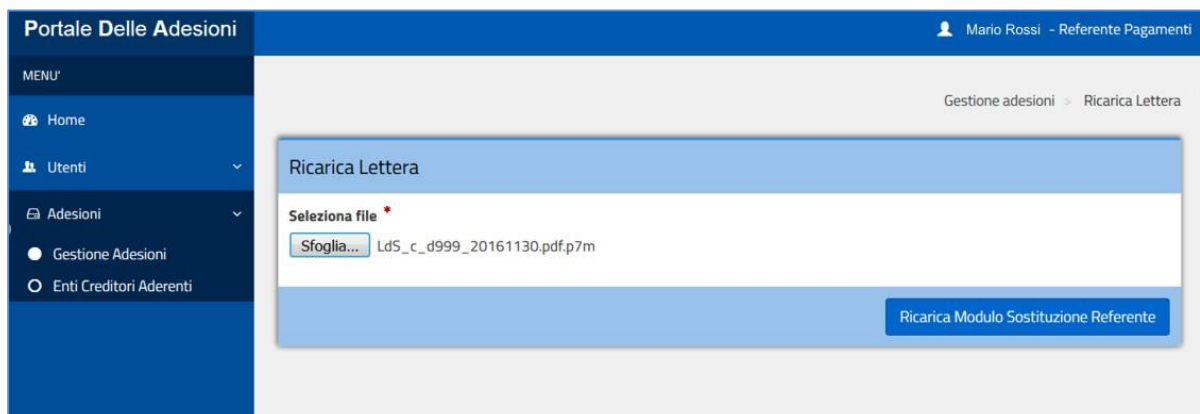 Portale Delle Adesioni
Mario Rossi - Referente Pagamenti
MENU'
Gestione adesioni > Ricarica Lettera
Home
Utenti
Adesioni
Gestione Adesioni
Enti Creditori Aderenti
Ricarica Lettera
Seleziona file *
Sfoglia... LdS_c_d999_20161130.pdf.p7m
Ricarica Modulo Sostituzione Referente